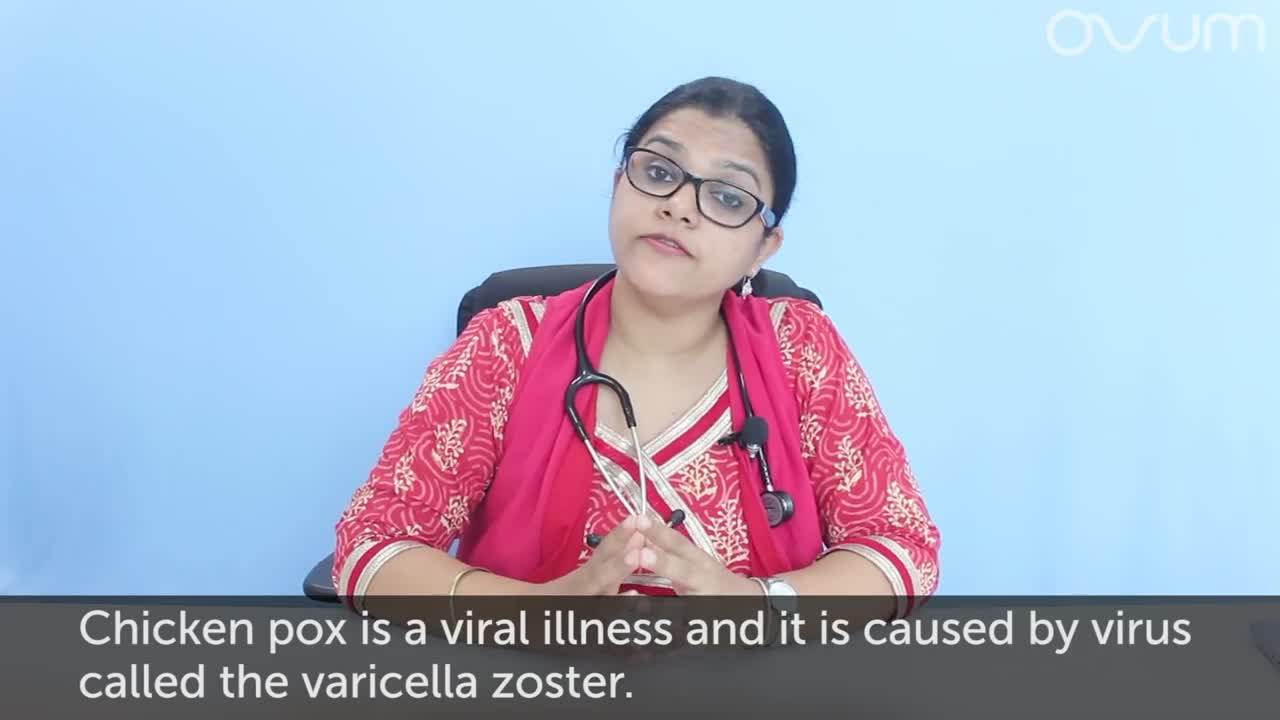 ovum
Chicken pox is a viral illness and it is caused by virus
called the varicella zoster.